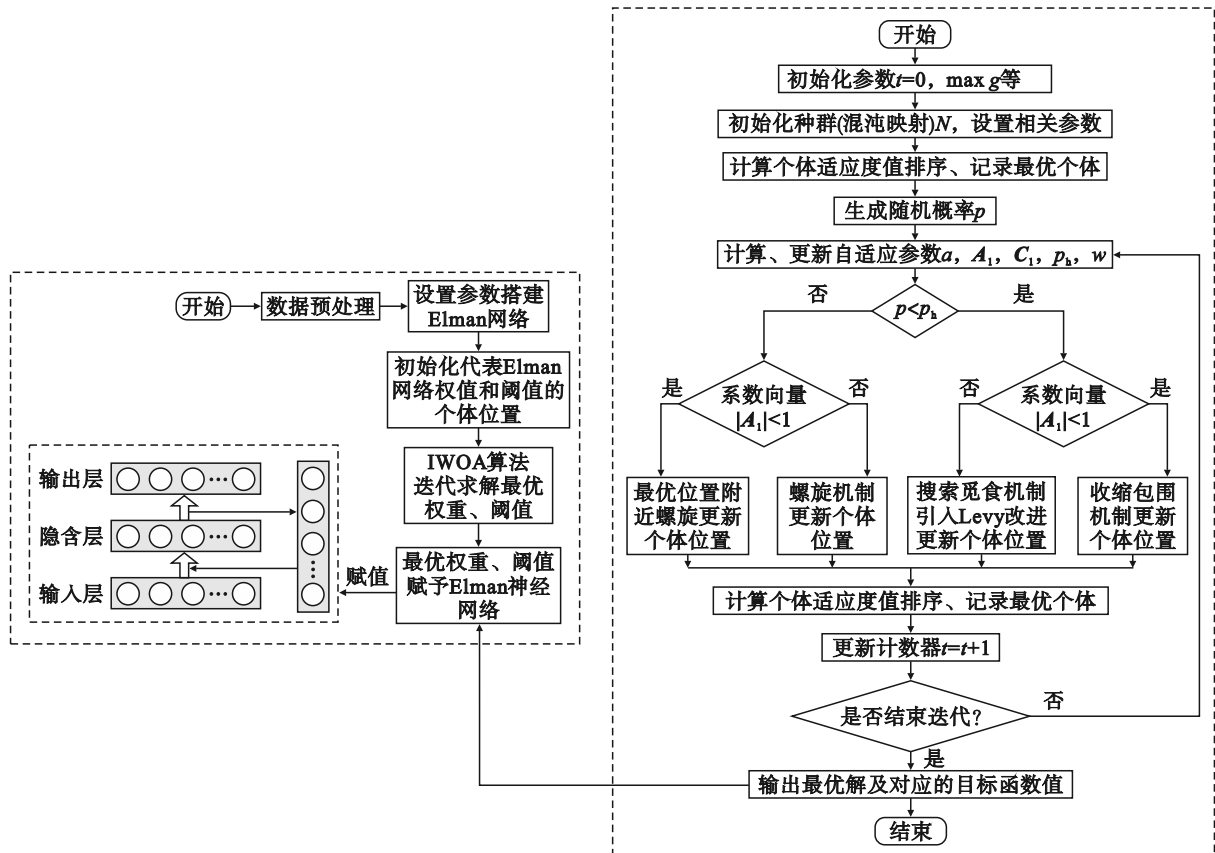 开始
数据预处理
设置参数搭建
Elman网络
初始化代表Elman
网络权值和阈值的
个体位置
IWOA算法
迭代求解最优
权重、阈值
最优权重、阈值
赋予Elman神经
网络
赋值
输出层
隐含层
输入层
开始
初始化参数t=0，max g等
初始化种群(混沌映射)N，设置相关参数
计算个体适应度值排序、记录最优个体
生成随机概率p
计算、更新自适应参数a，A₁，C₁，pₕ，w
否
p<pₕ
是
是
系数向量
|A₁|<1
否
否
系数向量
|A₁|<1
是
最优位置附
近螺旋更新
个体位置
螺旋机制
更新个体
位置
搜索觅食机制
引入Levy改进
更新个体位置
收缩包围
机制更新
个体位置
计算个体适应度值排序、记录最优个体
更新计数器t=t+1
是否结束迭代?
否
是
输出最优解及对应的目标函数值
结束